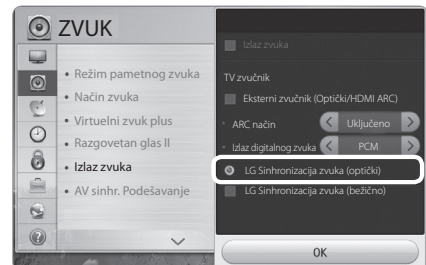 ZVUK
Režim pametnog zvuka
Način zvuka
Virtuelni zvuk plus
Razgovetan glas II
Izlaz zvuka
AV sinhr. Podešavanje
Izlaz zvuka
TV zvučnik
Eksterni zvučnik (Optički/HDMI ARC)
ARC način Uključeno
Izlaz digitalnog zvuka PCM
LG Sinhronizacija zvuka (optički)
LG Sinhronizacija zvuka (bežično)
OK